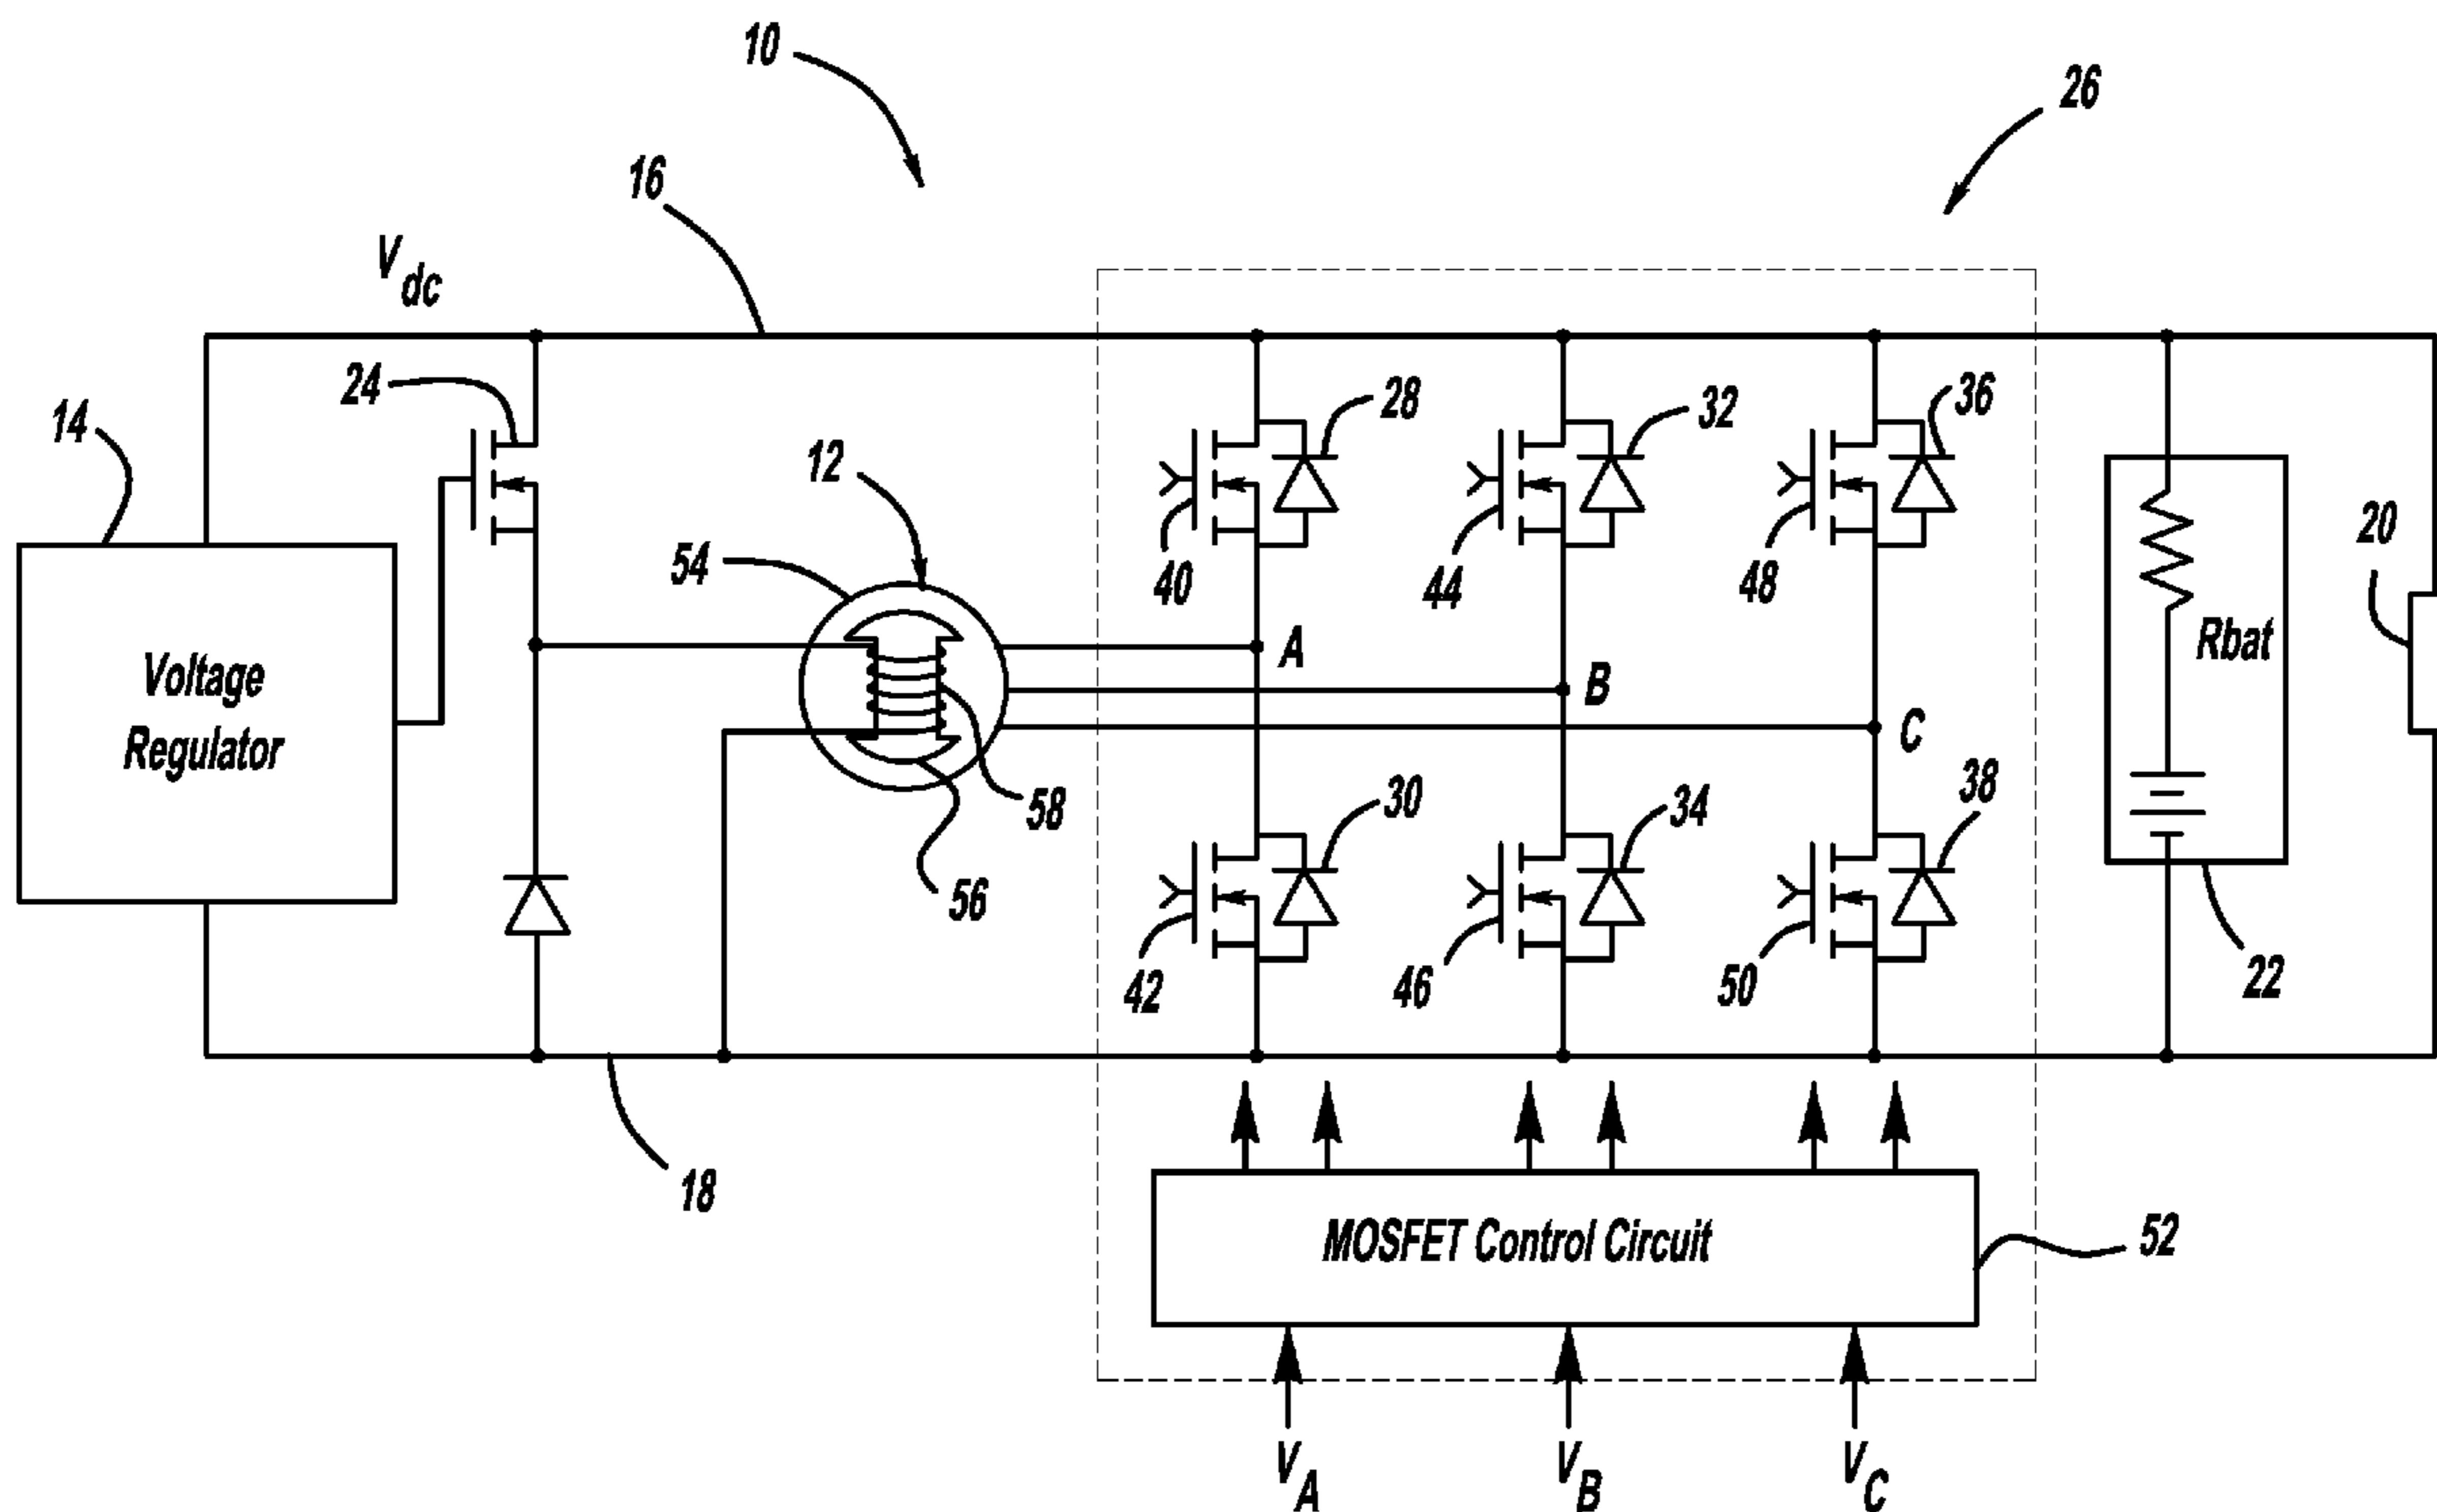 10
26
16
Vdc
24
28
32
36
14
12
20
54
40
44
48
A
Rbat
Voltage
Regulator
B
C
58
30
34
38
56
42
46
50
22
18
MOSFET Control Circuit
52
VA
VB
VC